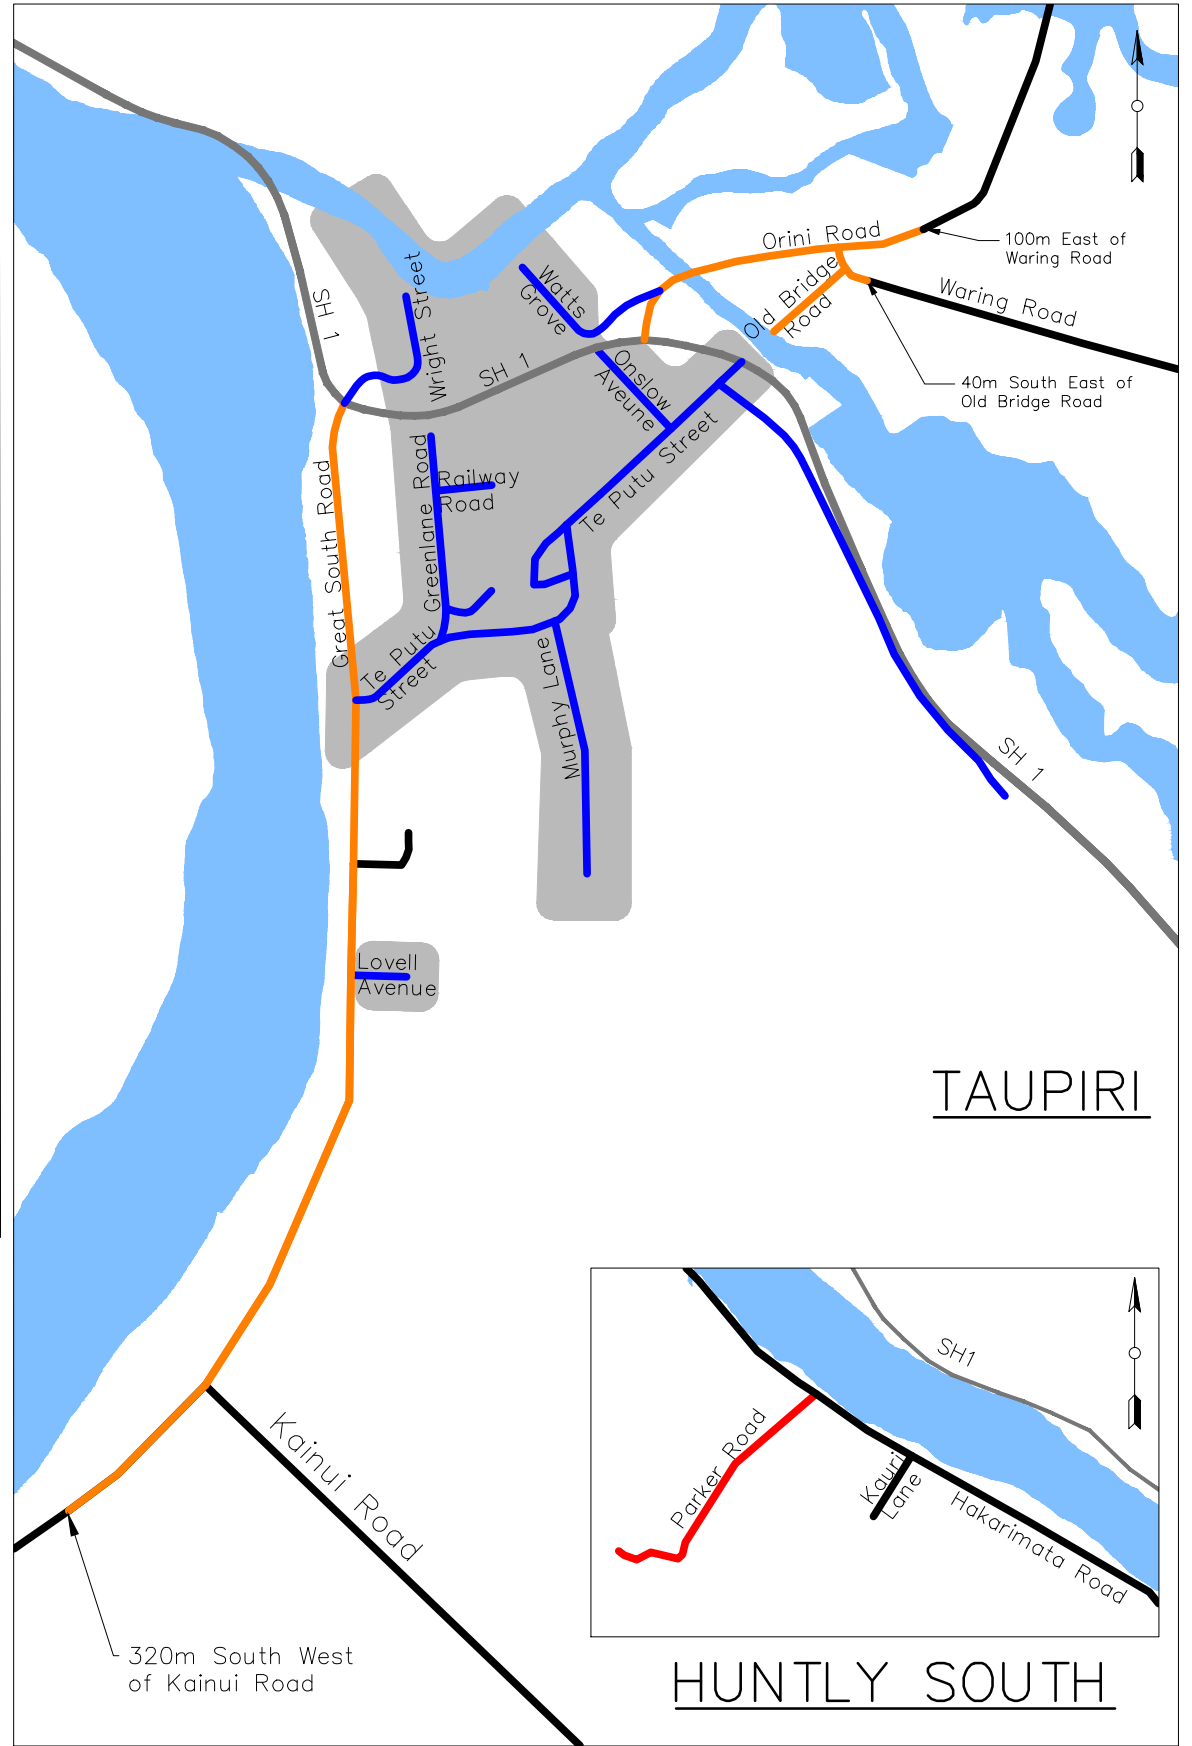 Orini Road
100m East of
Waring Road
Old Bridge
Road
Waring Road
40m South East of
Old Bridge Road
Watts
Grove
Wright Street
SH 1
SH 1
Onslow
Aveune
Te Putu Street
Greenlane Road
Railway
Road
Great South Road
Te Putu
Street
Murphy Lane
SH 1
Lovell
Avenue
TAUPIRI
SH1
Parker Road
Kauri
Lane
Hakarimata Road
Kainui Road
320m South West
of Kainui Road
HUNTLY SOUTH